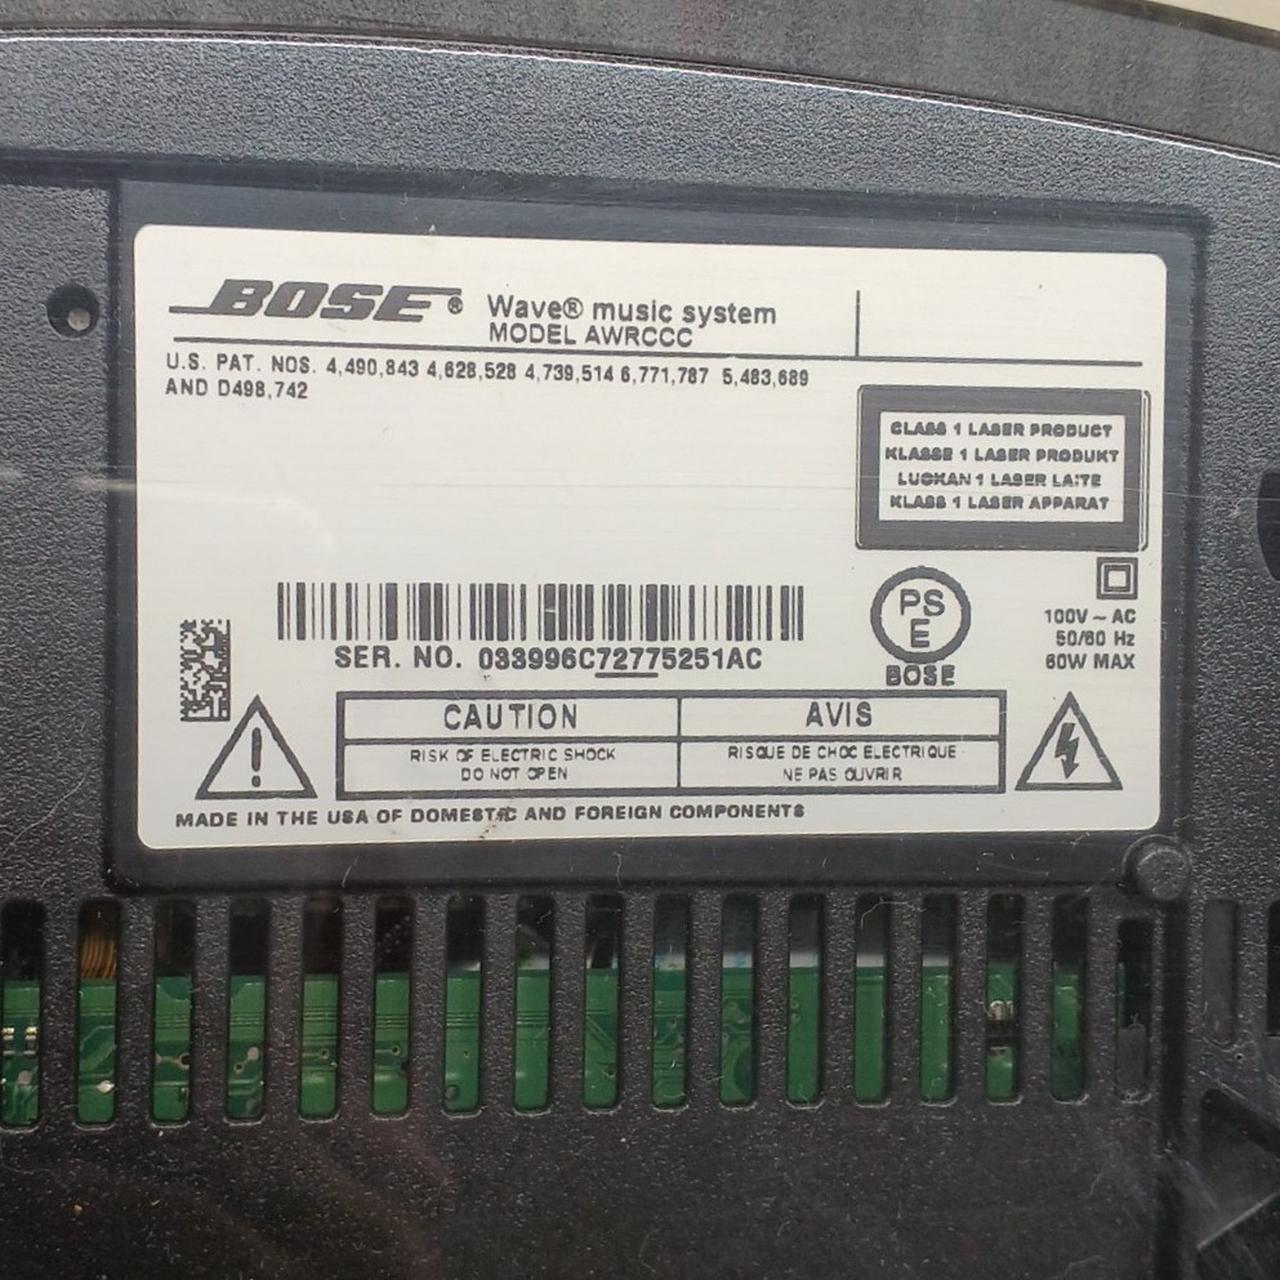 BOSE® Wave® music system
MODEL AWRCCC
U.S. PAT. NOS. 4,490,843 4,628,528 4,739,514 6,771,787 5,483,689
AND D498,742
CLASS 1 LASER PRODUCT
KLASSE 1 LASER PRODUKT
LUOKAN 1 LASER LAITE
KLASS 1 LASER APPARAT
PS
E
BOSE
100V ~ AC
50/60 Hz
60W MAX
SER. NO. 033996C72775251AC
CAUTION
RISK OF ELECTRIC SHOCK
DO NOT OPEN
AVIS
RISQUE DE CHOC ELECTRIQUE
NE PAS OUVRIR
MADE IN THE USA OF DOMESTIC AND FOREIGN COMPONENTS